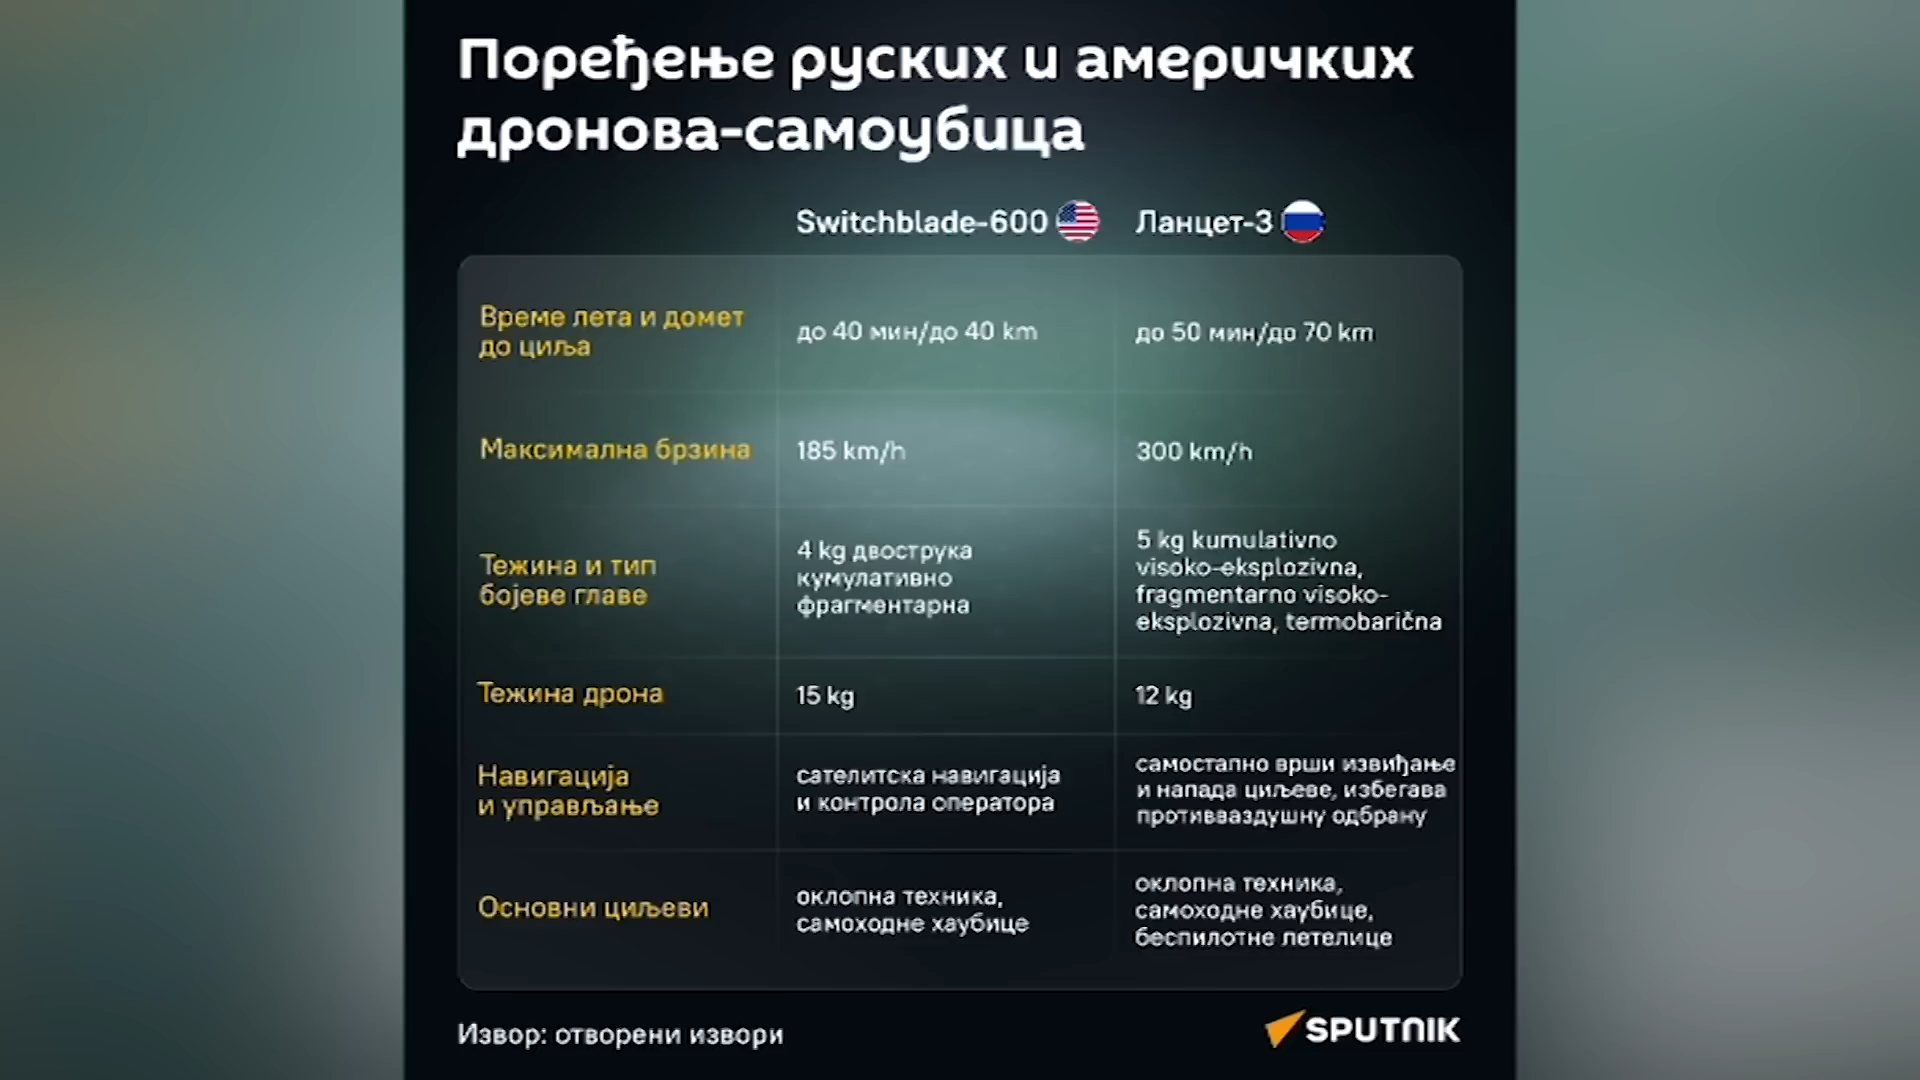 Поређење руских и америчких
дронова-самоубица
Switchblade-600
Ланцет-3
Време лета и домет
до циља
до 40 мин/до 40 km
до 50 мин/до 70 km
Максимална брзина
185 km/h
300 km/h
Тежина и тип
бојеве главе
4 kg двострука
кумулативно
фрагментарна
5 kg kumulativno
visoko-eksplozivna,
fragmentarno visoko-
eksplozivna, termobarična
Тежина дрона
15 kg
12 kg
Навигација
и управљање
сателитска навигација
и контрола оператора
самостално врши извиђање
и напада циљеве, избегава
противваздушну одбрану
Основни циљеви
оклопна техника,
самоходне хаубице
оклопна техника,
самоходне хаубице,
беспилотне летелице
Извор: отворени извори
SPUTNIK